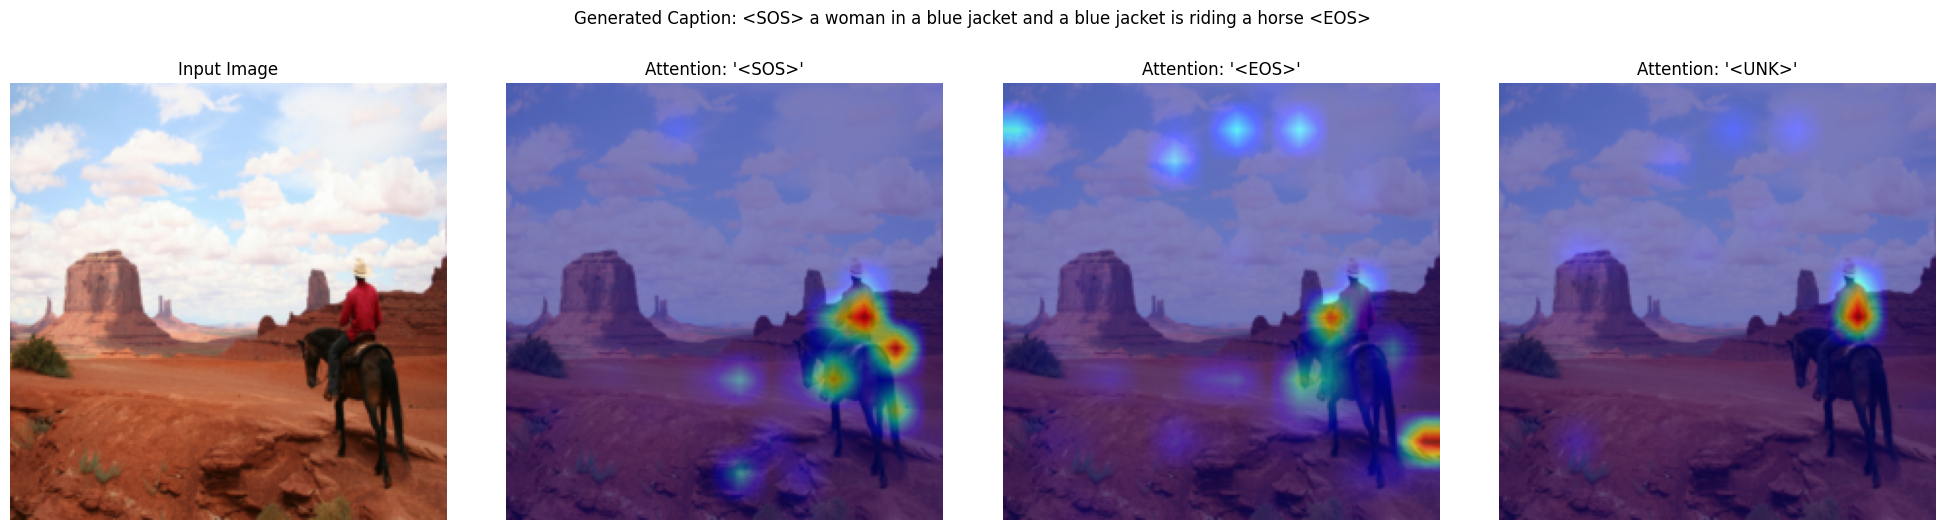 Generated Caption: <SOS> a woman in a blue jacket and a blue jacket is riding a horse <EOS>
Input Image
Attention: '<SOS>'
Attention: '<EOS>'
Attention: '<UNK>'